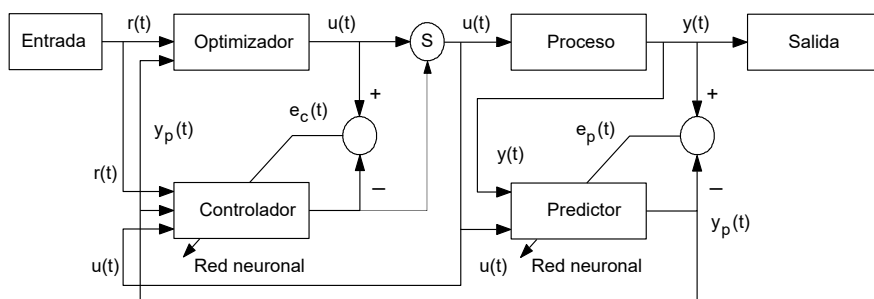 r(t)
u(t)
u(t)
y(t)
Entrada
Optimizador
S
Proceso
Salida
+
+
e_c(t)
e_p(t)
y_p(t)
y(t)
r(t)
−
−
Controlador
Predictor
y_p(t)
u(t)
Red neuronal
u(t)
Red neuronal